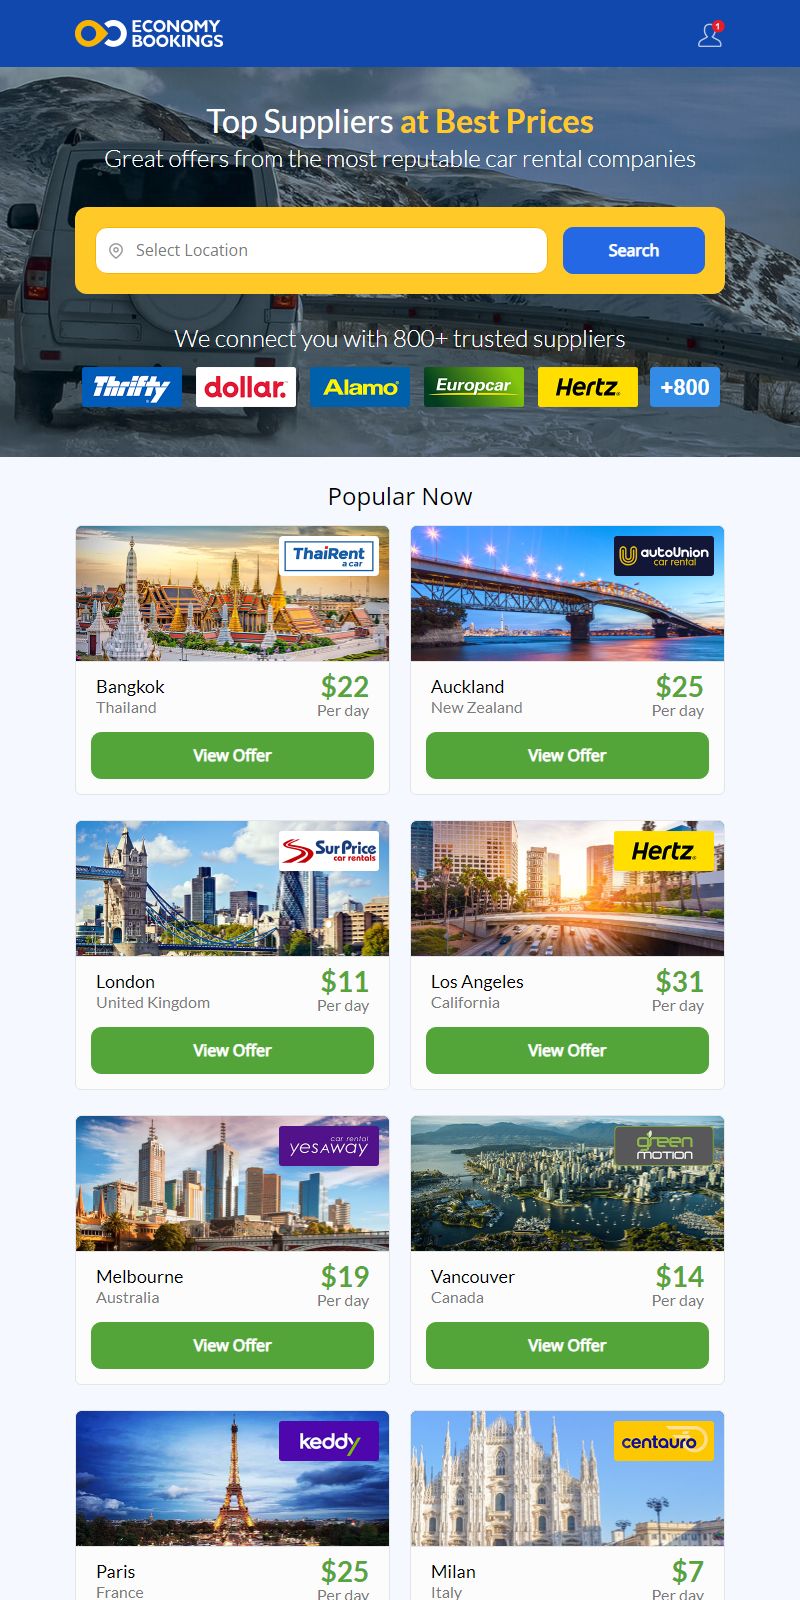 ECONOMY
BOOKINGS
1
Top Suppliers at Best Prices
Great offers from the most reputable car rental companies
Select Location
Search
We connect you with 800+ trusted suppliers
Thrifty
dollar.
Alamo
Europcar
Hertz
+800
Popular Now
ThaiRent
a car
Bangkok
Thailand
$22
Per day
View Offer
autoUnion
car rental
Auckland
New Zealand
$25
Per day
View Offer
SurPrice
car rentals
London
United Kingdom
$11
Per day
View Offer
Hertz
Los Angeles
California
$31
Per day
View Offer
car rental
yesaway
Melbourne
Australia
$19
Per day
View Offer
green
motion
Vancouver
Canada
$14
Per day
View Offer
keddy
Paris
France
$25
Per day
centauro
Milan
Italy
$7
Per day